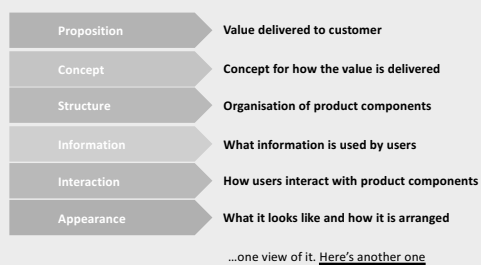 Proposition Value delivered to customer
Concept Concept for how the value is delivered
Structure Organisation of product components
Information What information is used by users
Interaction How users interact with product components
Appearance What it looks like and how it is arranged
…one view of it. Here's another one